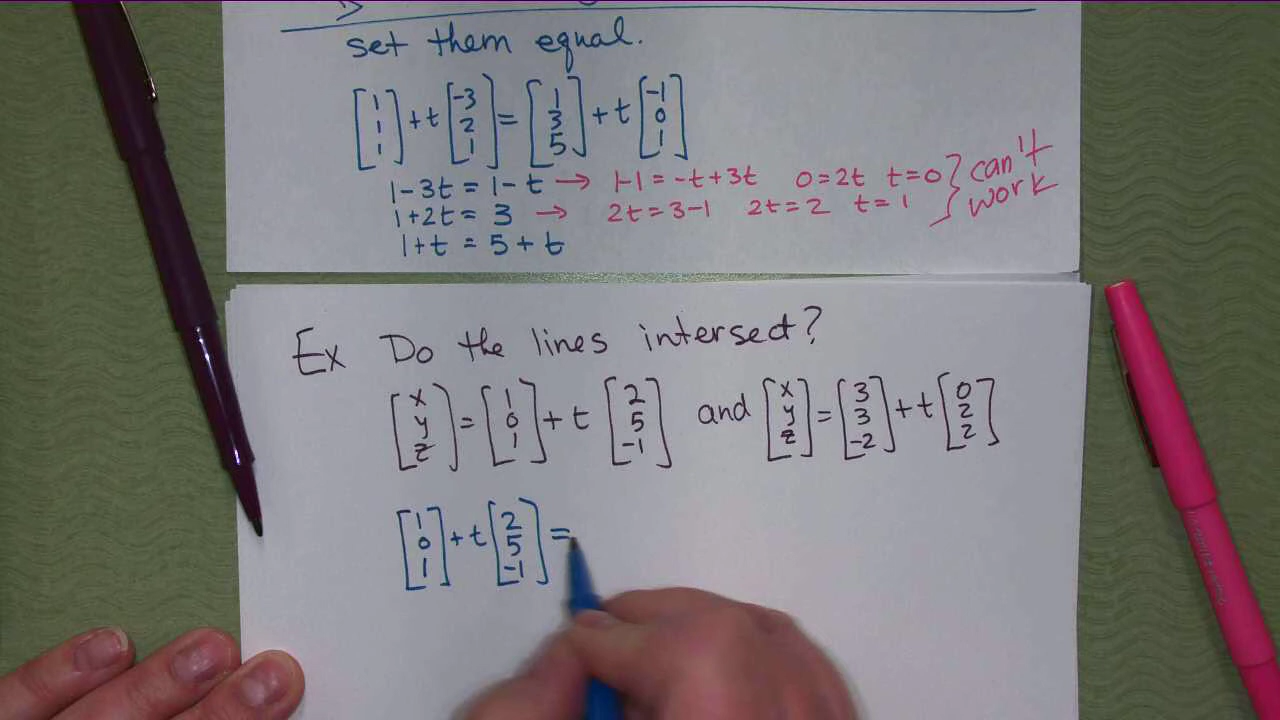 set them equal.
[1 1 1] + t [-3 2 1] = [1 3 5] + t [-1 0 1]
1-3t = 1-t → 1-1 = -t+3t 0=2t t=0 } can't work
1+2t = 3 → 2t = 3-1 2t = 2 t = 1
1+t = 5+t
Ex Do the lines intersect?
[x y z] = [1 0 1] + t [2 5 -1] and [x y z] = [3 3 -2] + t [0 2 2]
[1 0 1] + t [2 5 -1] =